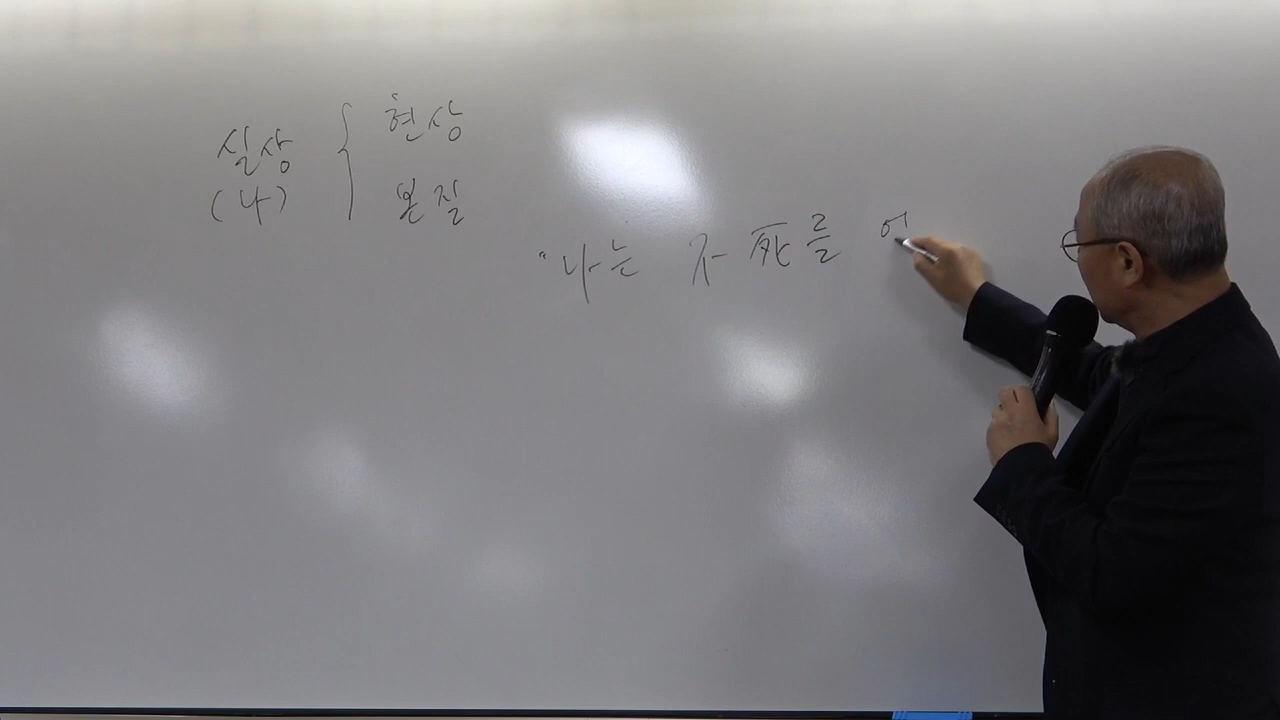 실상 { 현상
(나) 본질
"나는 不死를 어